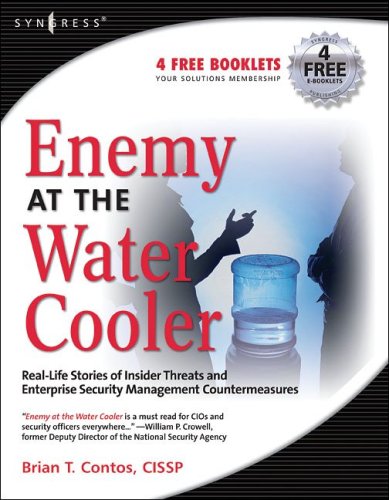 SYNGRESS®
4 FREE BOOKLETS
YOUR SOLUTIONS MEMBERSHIP
SYNGRESS
4
FREE
E-BOOKLETS
PUBLISHING
Enemy
AT THE
Water
Cooler
Real-Life Stories of Insider Threats and
Enterprise Security Management Countermeasures
"Enemy at the Water Cooler is a must read for CIOs and
security officers everywhere..."—William P. Crowell,
former Deputy Director of the National Security Agency
Brian T. Contos, CISSP